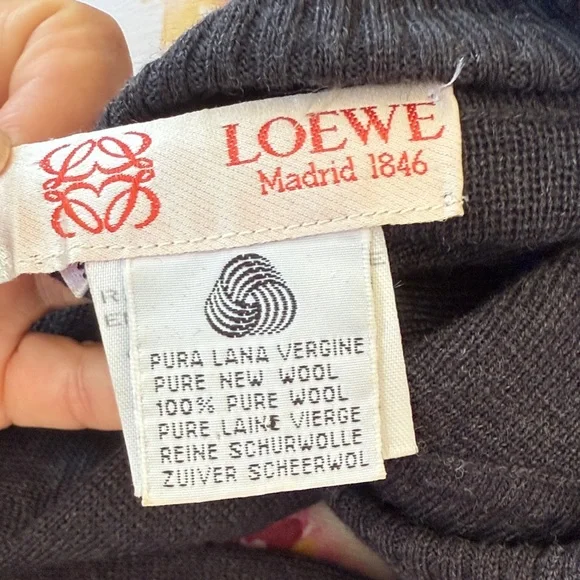 LOEWE
Madrid 1846
PURA LANA VERGINE
PURE NEW WOOL
100% PURE WOOL
PURE LAINE VIERGE
REINE SCHURWOLLE
ZUIVER SCHEERWOL